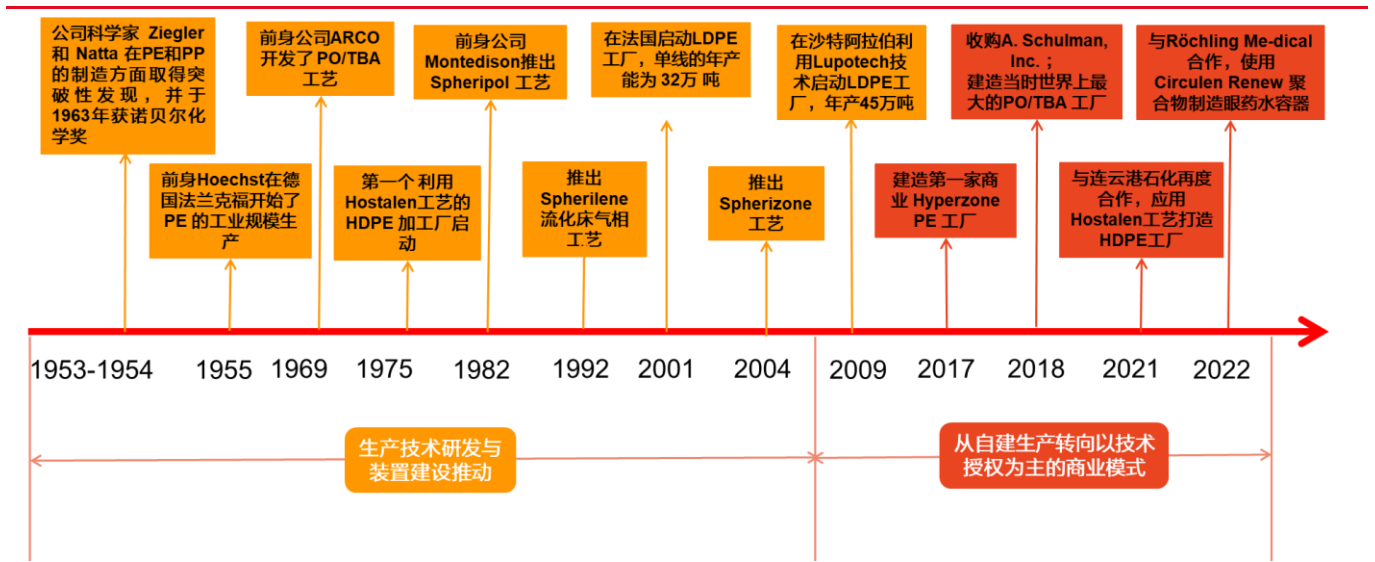 公司科学家 Ziegler
和 Natta 在PE和PP
的制造方面取得突
破性发现，并于
1963年获诺贝尔化
学奖
前身公司ARCO
开发了 PO/TBA
工艺
前身公司
Montedison推出
Spheripol 工艺
在法国启动LDPE
工厂，单线的年产
能为 32万 吨
在沙特阿拉伯利
用Lupotech技
术启动LDPE工
厂，年产45万吨
收购A. Schulman,
Inc.；
建造当时世界上最
大的PO/TBA 工厂
与Röchling Me-dical
合作，使用
Circulen Renew 聚
合物制造眼药水容器
前身Hoechst在德
国法兰克福开始了
PE 的工业规模生
产
第一个 利用
Hostalen工艺的
HDPE 加工厂启
动
推出
Spherilene
流化床气相
工艺
推出
Spherizone
工艺
建造第一家商
业 Hyperzone
PE 工厂
与连云港石化再度
合作，应用
Hostalen工艺打造
HDPE工厂
1953-1954 1955 1969 1975 1982 1992 2001 2004 2009 2017 2018 2021 2022
生产技术研发与
装置建设推动
从自建生产转向以技术
授权为主的商业模式